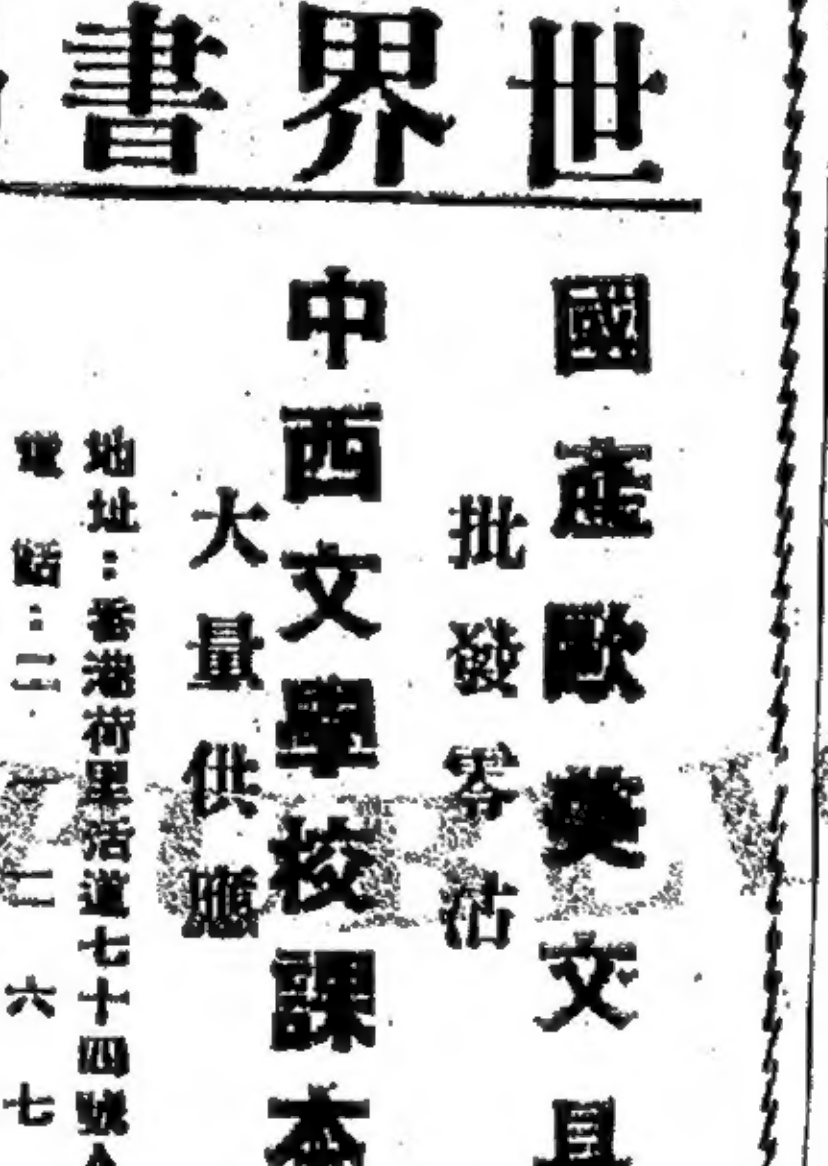 世界書
國產歐美文具
批發零沽
中西文學校課本
大量供應
地址：香港荷里活道七十四號
電話：二一二六七